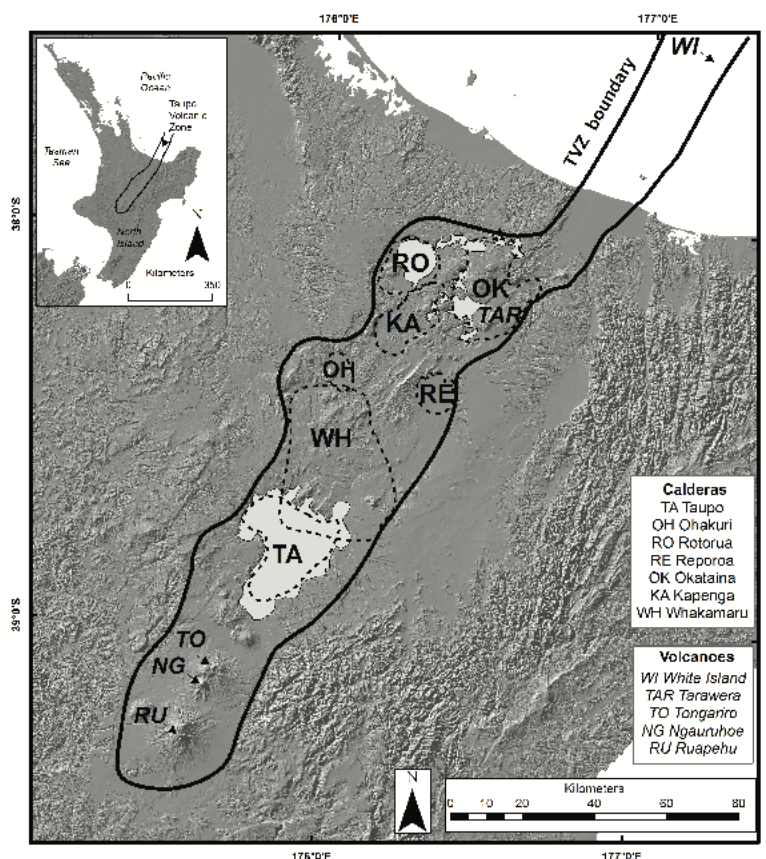 176°0'E
177°0'E
WI
TVZ boundary
Pacific
Ocean
Taupo
Volcanic
Zone
Tasman
Sea
North
Island
N
Kilometers
0 350
38°0'S
RO
OK
TAR
KA
OH
RE
WH
TA
39°0'S
TO
NG
RU
Calderas
TA Taupo
OH Ohakuri
RO Rotorua
RE Reporoa
OK Okataina
KA Kapenga
WH Whakamaru
Volcanoes
WI White Island
TAR Tarawera
TO Tongariro
NG Ngauruhoe
RU Ruapehu
N
Kilometers
0 10 20 40 60 80
176°0'E
177°0'E